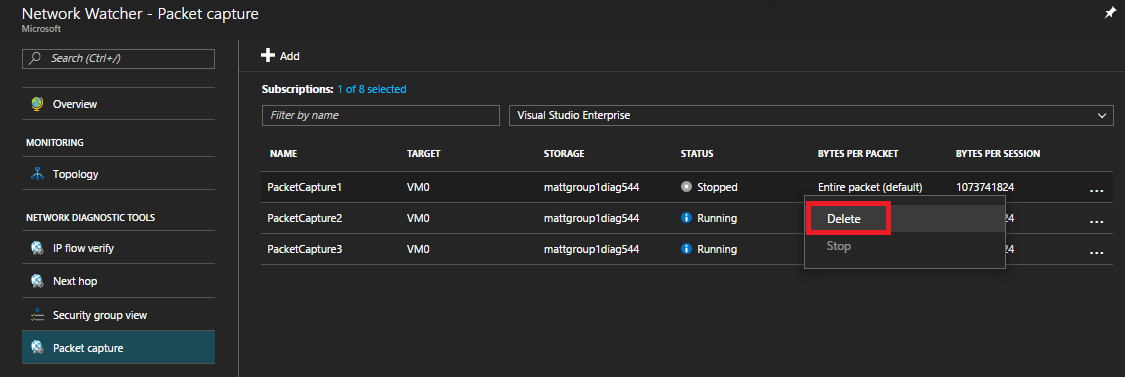 Network Watcher - Packet capture
Microsoft
Search (Ctrl+/)
Overview
MONITORING
Topology
NETWORK DIAGNOSTIC TOOLS
IP flow verify
Next hop
Security group view
Packet capture
Add
Subscriptions: 1 of 8 selected
Filter by name
Visual Studio Enterprise
NAME TARGET STORAGE STATUS BYTES PER PACKET BYTES PER SESSION
PacketCapture1 VM0 mattgroup1diag544 Stopped Entire packet (default) 1073741824 ...
PacketCapture2 VM0 mattgroup1diag544 Running 24 ...
PacketCapture3 VM0 mattgroup1diag544 Running 24 ...
Delete
Stop